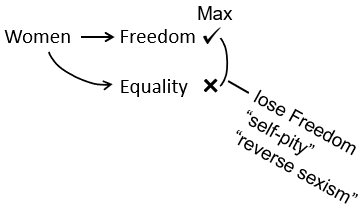 Max
Women Freedom ✓
Equality ✗
lose Freedom
“self-pity”
“reverse sexism”